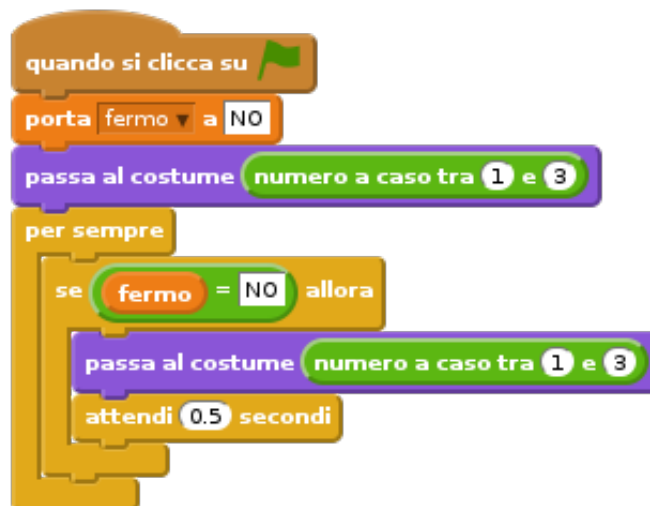 quando si clicca su
porta fermo a NO
passa al costume numero a caso tra 1 e 3
per sempre
se fermo = NO allora
passa al costume numero a caso tra 1 e 3
attendi 0.5 secondi